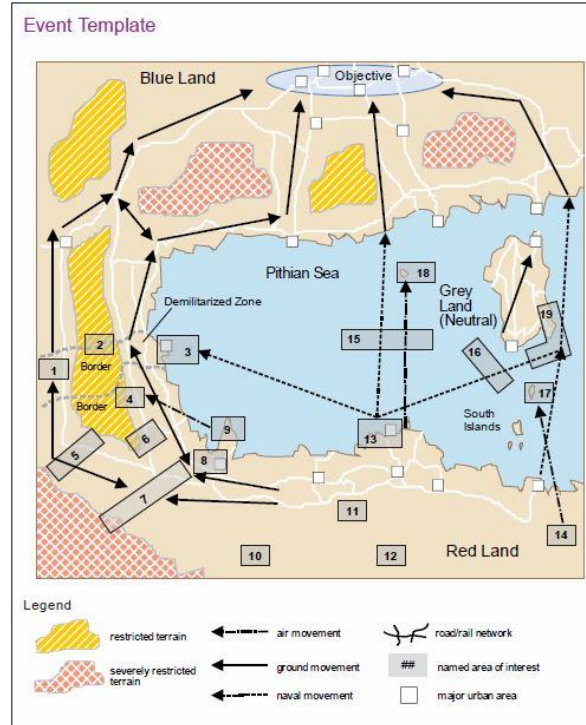 Event Template
Blue Land
Objective
Pithian Sea
18
Grey
Land
(Neutral)
Demilitarized Zone
19
15
2
3
16
1
Border
17
4
Border
South
Islands
9
13
6
5
8
7
11
14
10
12
Red Land
Legend
restricted terrain
air movement
road/rail network
severely restricted
terrain
ground movement
##
named area of interest
naval movement
major urban area